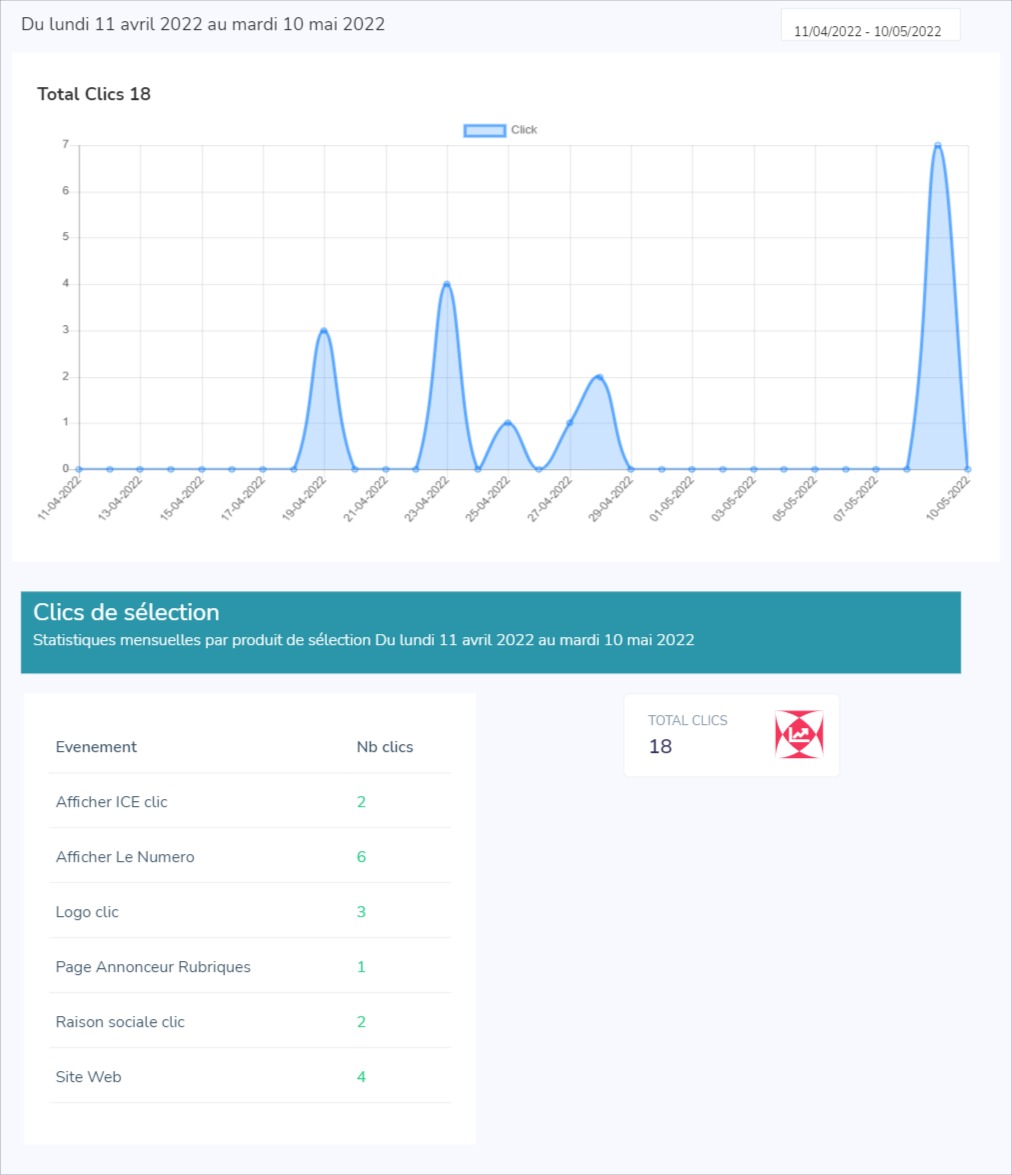 Du lundi 11 avril 2022 au mardi 10 mai 2022
11/04/2022 - 10/05/2022
Total Clics 18
Click
7
6
5
4
3
2
1
0
11-04-2022
13-04-2022
15-04-2022
17-04-2022
19-04-2022
21-04-2022
23-04-2022
25-04-2022
27-04-2022
29-04-2022
01-05-2022
03-05-2022
05-05-2022
07-05-2022
10-05-2022
Clics de sélection
Statistiques mensuelles par produit de sélection Du lundi 11 avril 2022 au mardi 10 mai 2022
Evenement Nb clics
Afficher ICE clic 2
Afficher Le Numero 6
Logo clic 3
Page Annonceur Rubriques 1
Raison sociale clic 2
Site Web 4
TOTAL CLICS
18